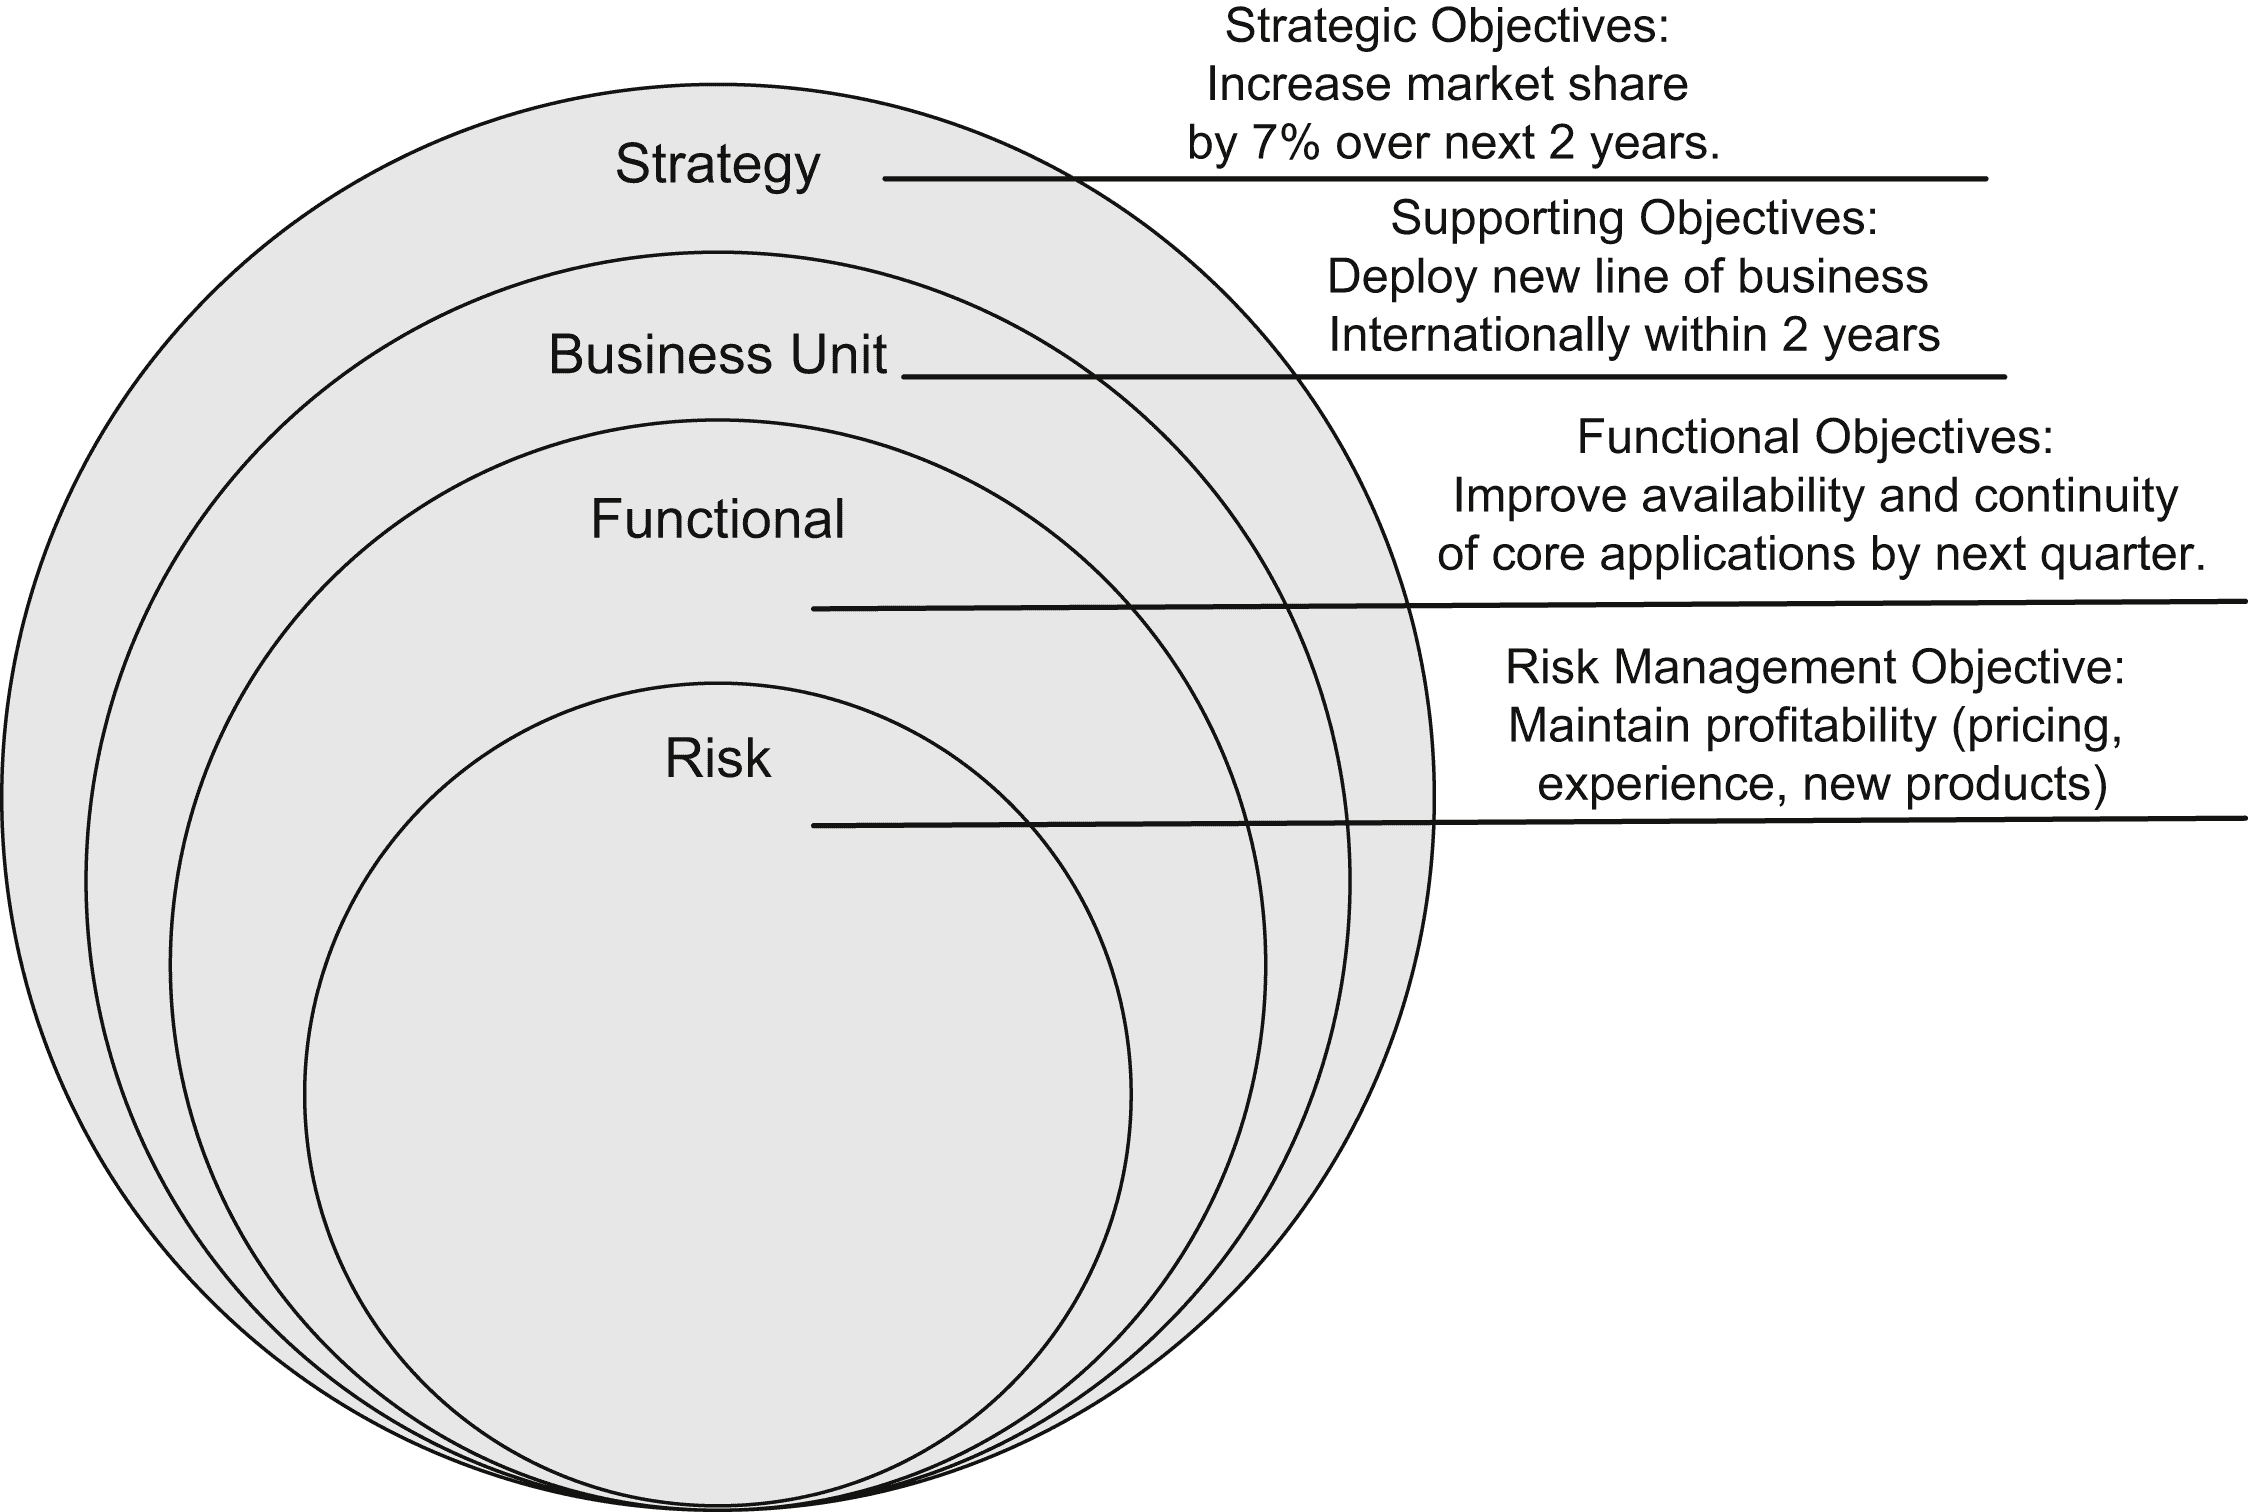 Strategic Objectives:
Increase market share
by 7% over next 2 years.
Strategy
Supporting Objectives:
Deploy new line of business
Internationally within 2 years
Business Unit
Functional Objectives:
Improve availability and continuity
of core applications by next quarter.
Functional
Risk Management Objective:
Maintain profitability (pricing,
experience, new products)
Risk